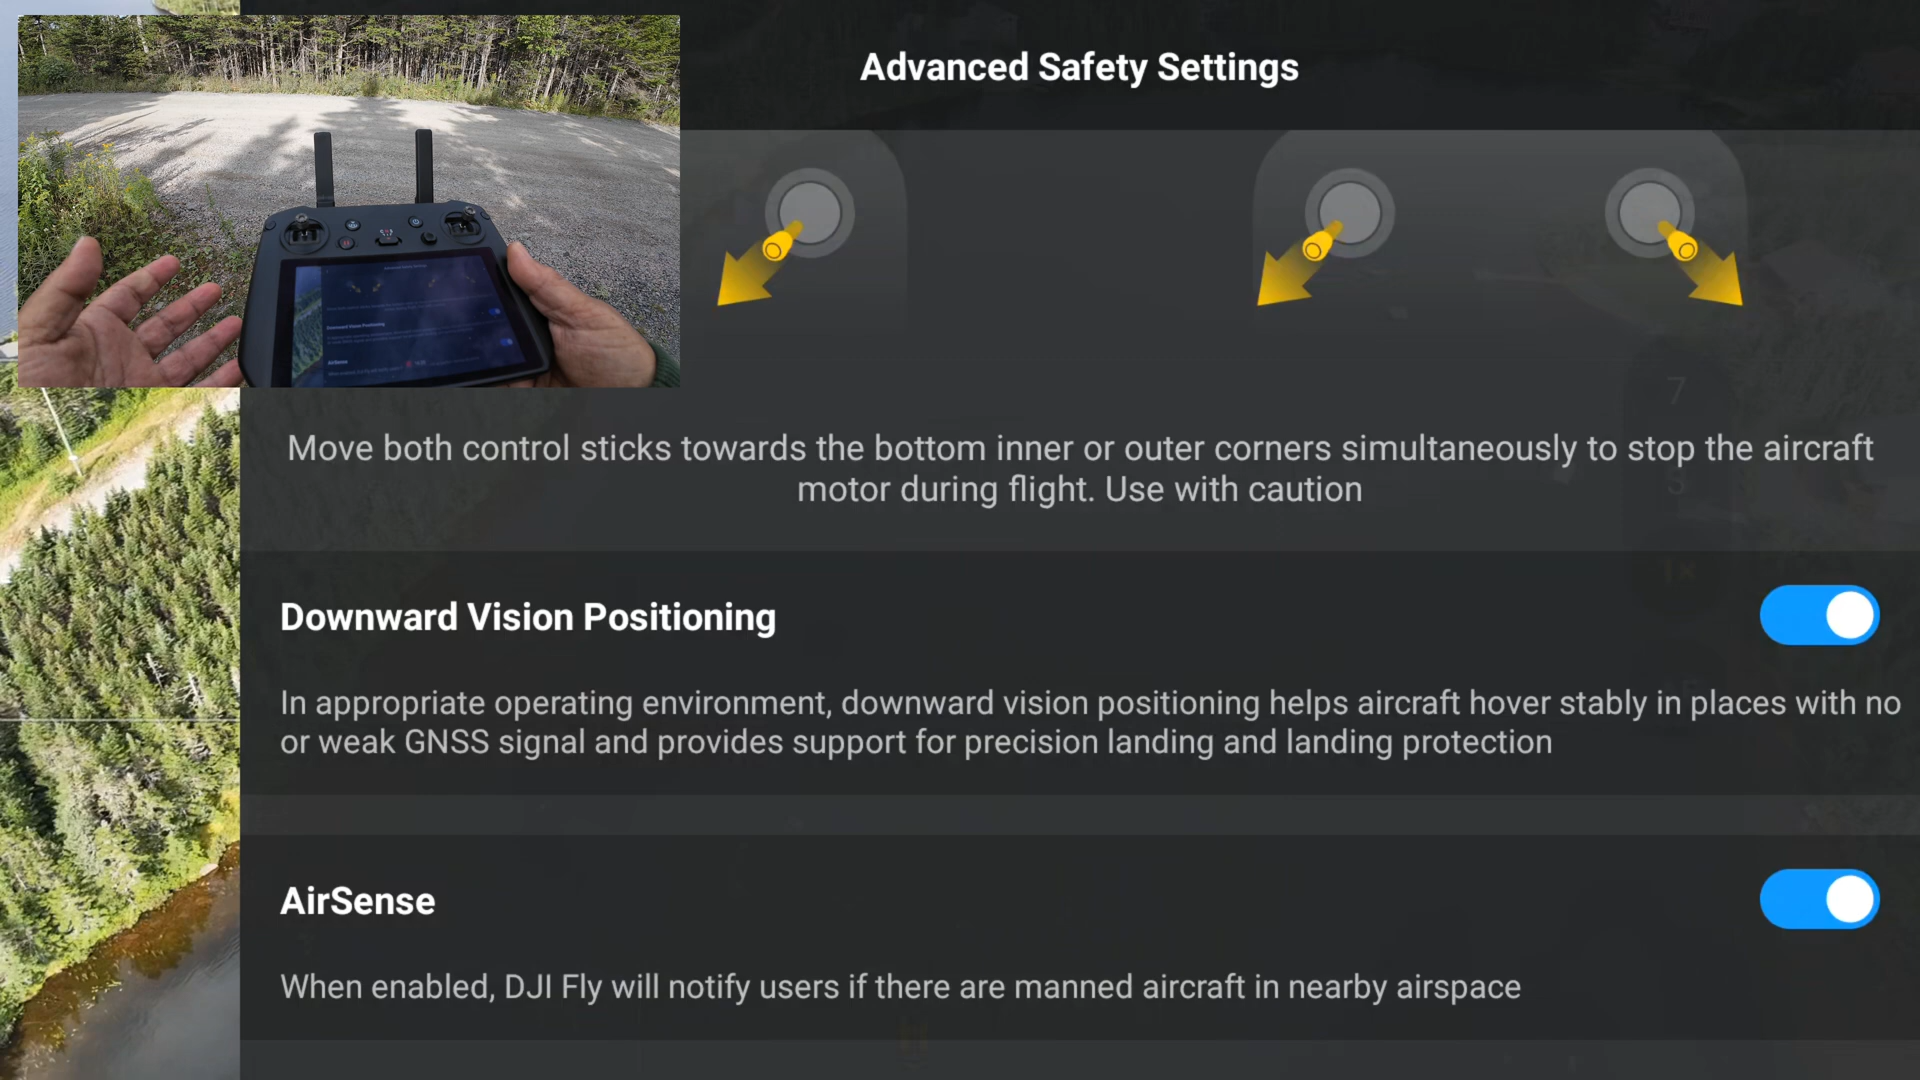 Advanced Safety Settings
Move both control sticks towards the bottom inner or outer corners simultaneously to stop the aircraft
motor during flight. Use with caution
Downward Vision Positioning
In appropriate operating environment, downward vision positioning helps aircraft hover stably in places with no
or weak GNSS signal and provides support for precision landing and landing protection
AirSense
When enabled, DJI Fly will notify users if there are manned aircraft in nearby airspace